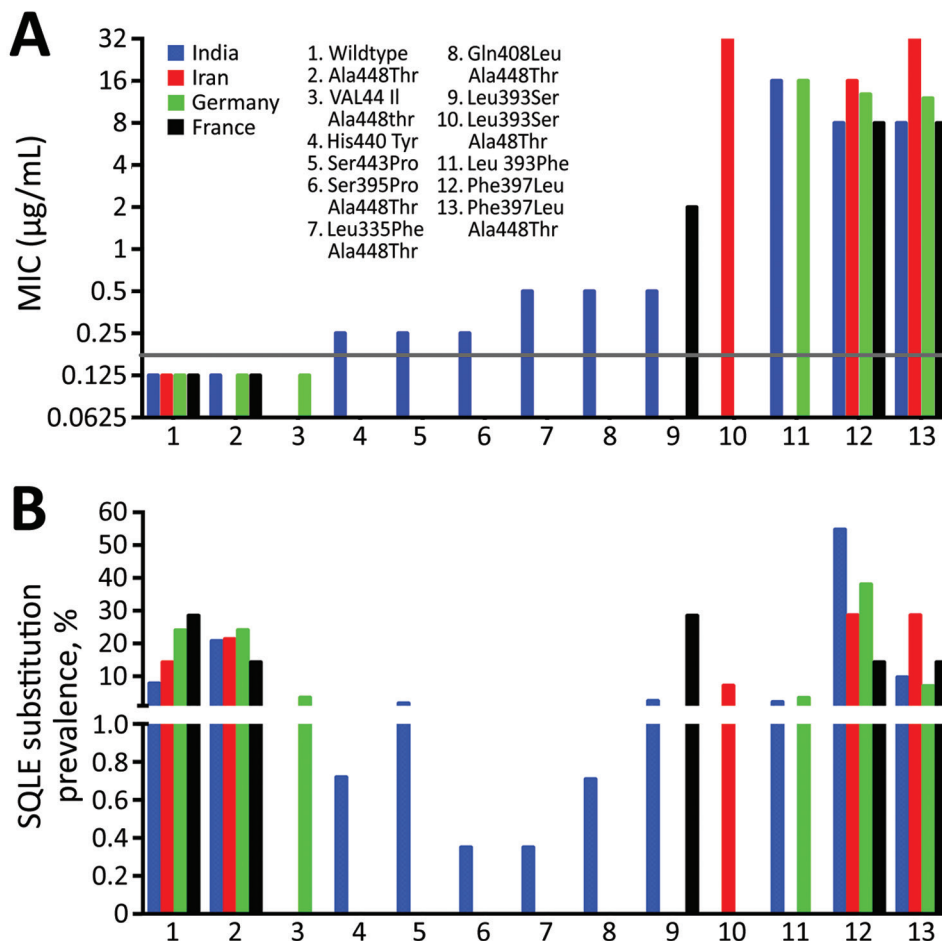 A
MIC (µg/mL)
32
16
8
4
2
1
0.5
0.25
0.125
0.0625
India
Iran
Germany
France
1. Wildtype
2. Ala448Thr
3. VAL44 Il
Ala448thr
4. His440 Tyr
5. Ser443Pro
6. Ser395Pro
Ala448Thr
7. Leu335Phe
Ala448Thr
8. Gln408Leu
Ala448Thr
9. Leu393Ser
10. Leu393Ser
Ala48Thr
11. Leu 393Phe
12. Phe397Leu
13. Phe397Leu
Ala448Thr
1 2 3 4 5 6 7 8 9 10 11 12 13
B
SQLE substitution
prevalence, %
60
50
40
30
20
10
1.0
0.8
0.6
0.4
0.2
0
1 2 3 4 5 6 7 8 9 10 11 12 13